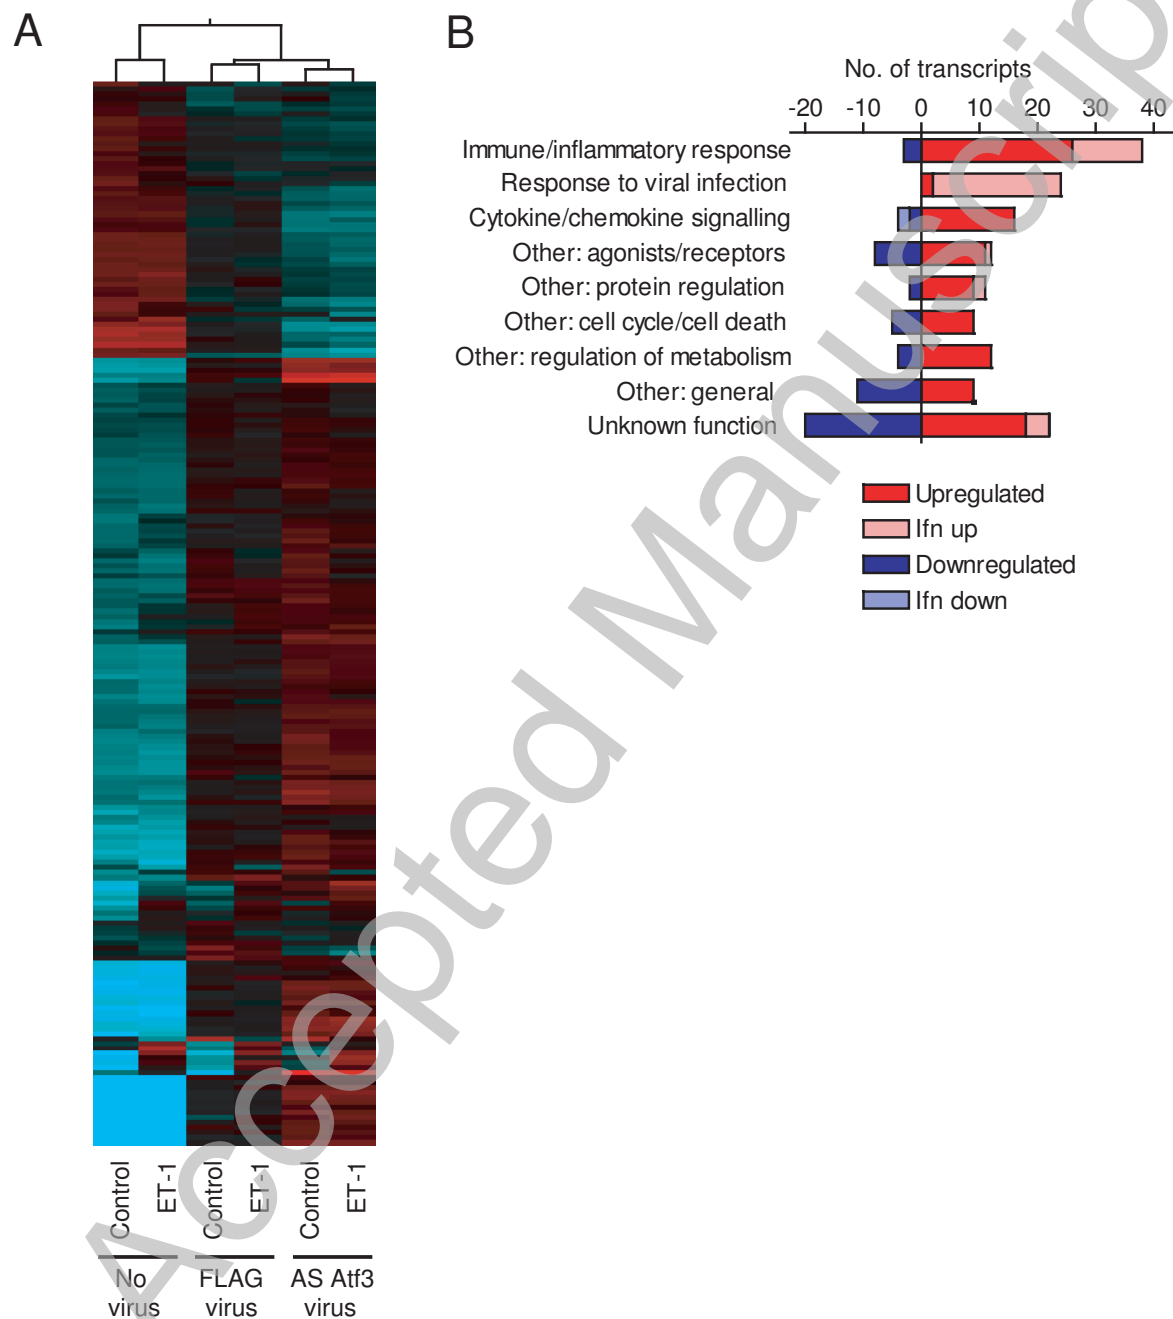 A
B
No. of transcripts
-20 -10 0 10 20 30 40
Immune/inflammatory response
Response to viral infection
Cytokine/chemokine signalling
Other: agonists/receptors
Other: protein regulation
Other: cell cycle/cell death
Other: regulation of metabolism
Other: general
Unknown function
Upregulated
Ifn up
Downregulated
Ifn down
Control
ET-1
Control
ET-1
Control
ET-1
No
virus
FLAG
virus
AS Atf3
virus
Accepted Manuscrip